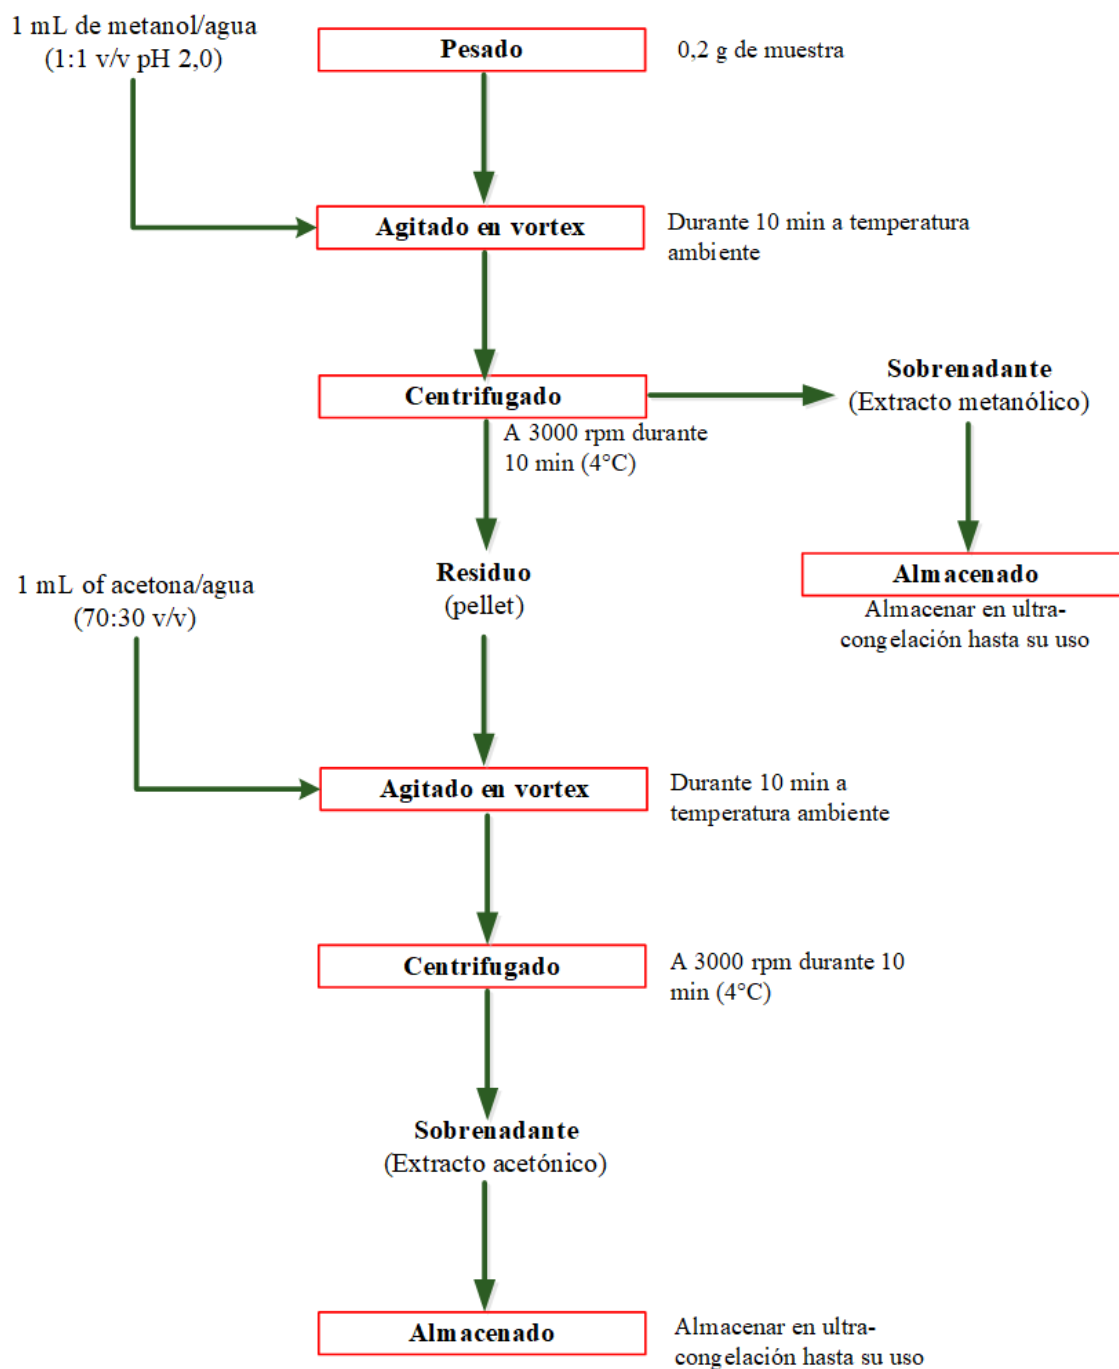 1 mL de metanol/agua
(1:1 v/v pH 2,0)
Pesado
0,2 g de muestra
Agitado en vortex
Durante 10 min a temperatura
ambiente
Centrifugado
A 3000 rpm durante
10 min (4°C)
Sobrenadante
(Extracto metanólico)
Almacenado
Almacenar en ultra-
congelación hasta su uso
Residuo
(pellet)
1 mL of acetona/agua
(70:30 v/v)
Agitado en vortex
Durante 10 min a
temperatura ambiente
Centrifugado
A 3000 rpm durante 10
min (4°C)
Sobrenadante
(Extracto acetónico)
Almacenado
Almacenar en ultra-
congelación hasta su uso